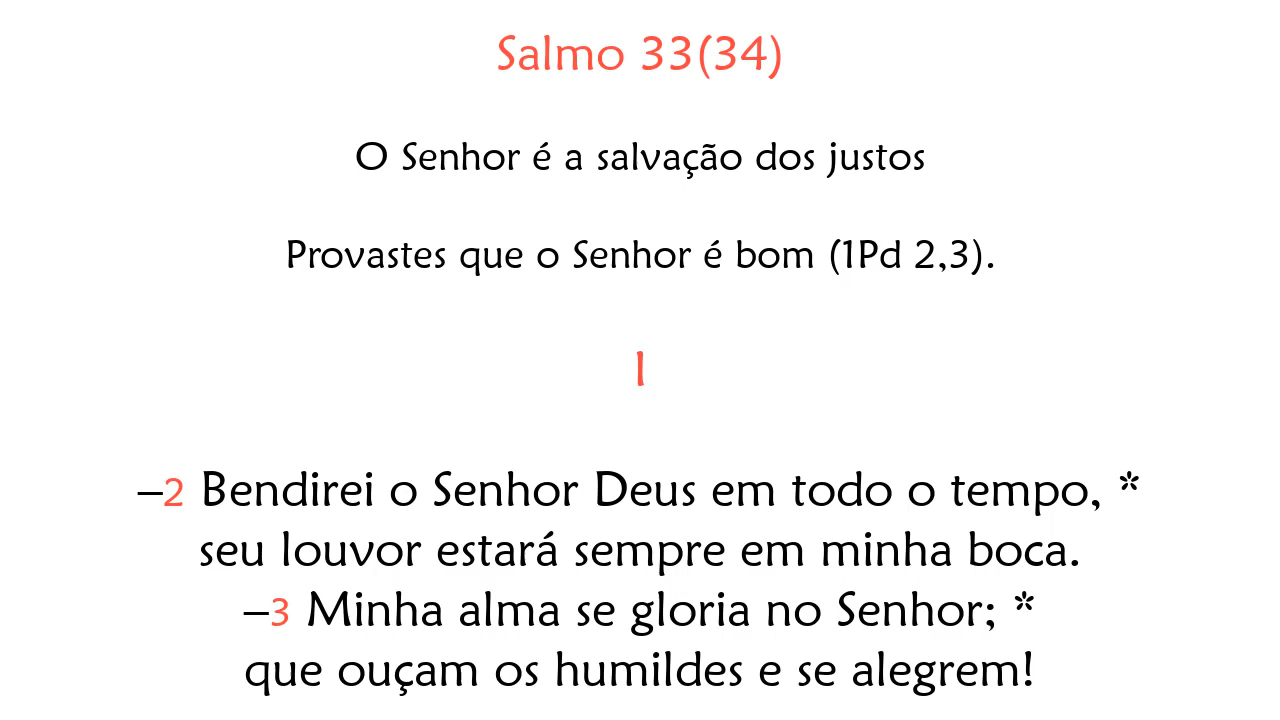 Salmo 33(34)
O Senhor é a salvação dos justos
Provastes que o Senhor é bom (1Pd 2,3).
I
–2 Bendirei o Senhor Deus em todo o tempo, *
seu louvor estará sempre em minha boca.
–3 Minha alma se gloria no Senhor; *
que ouçam os humildes e se alegrem!